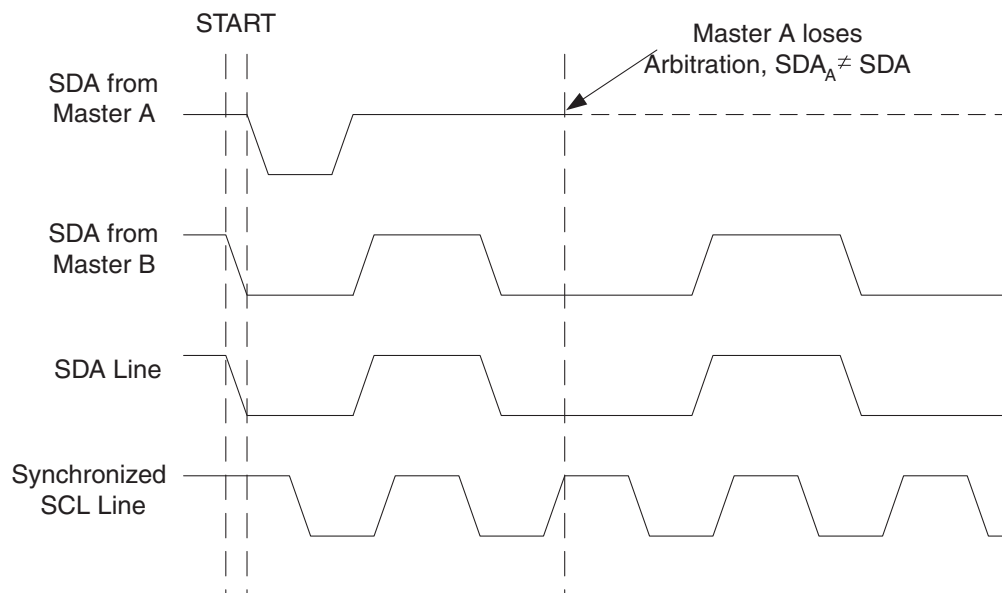 START
Master A loses
Arbitration, SDA_A ≠ SDA
SDA from
Master A
SDA from
Master B
SDA Line
Synchronized
SCL Line